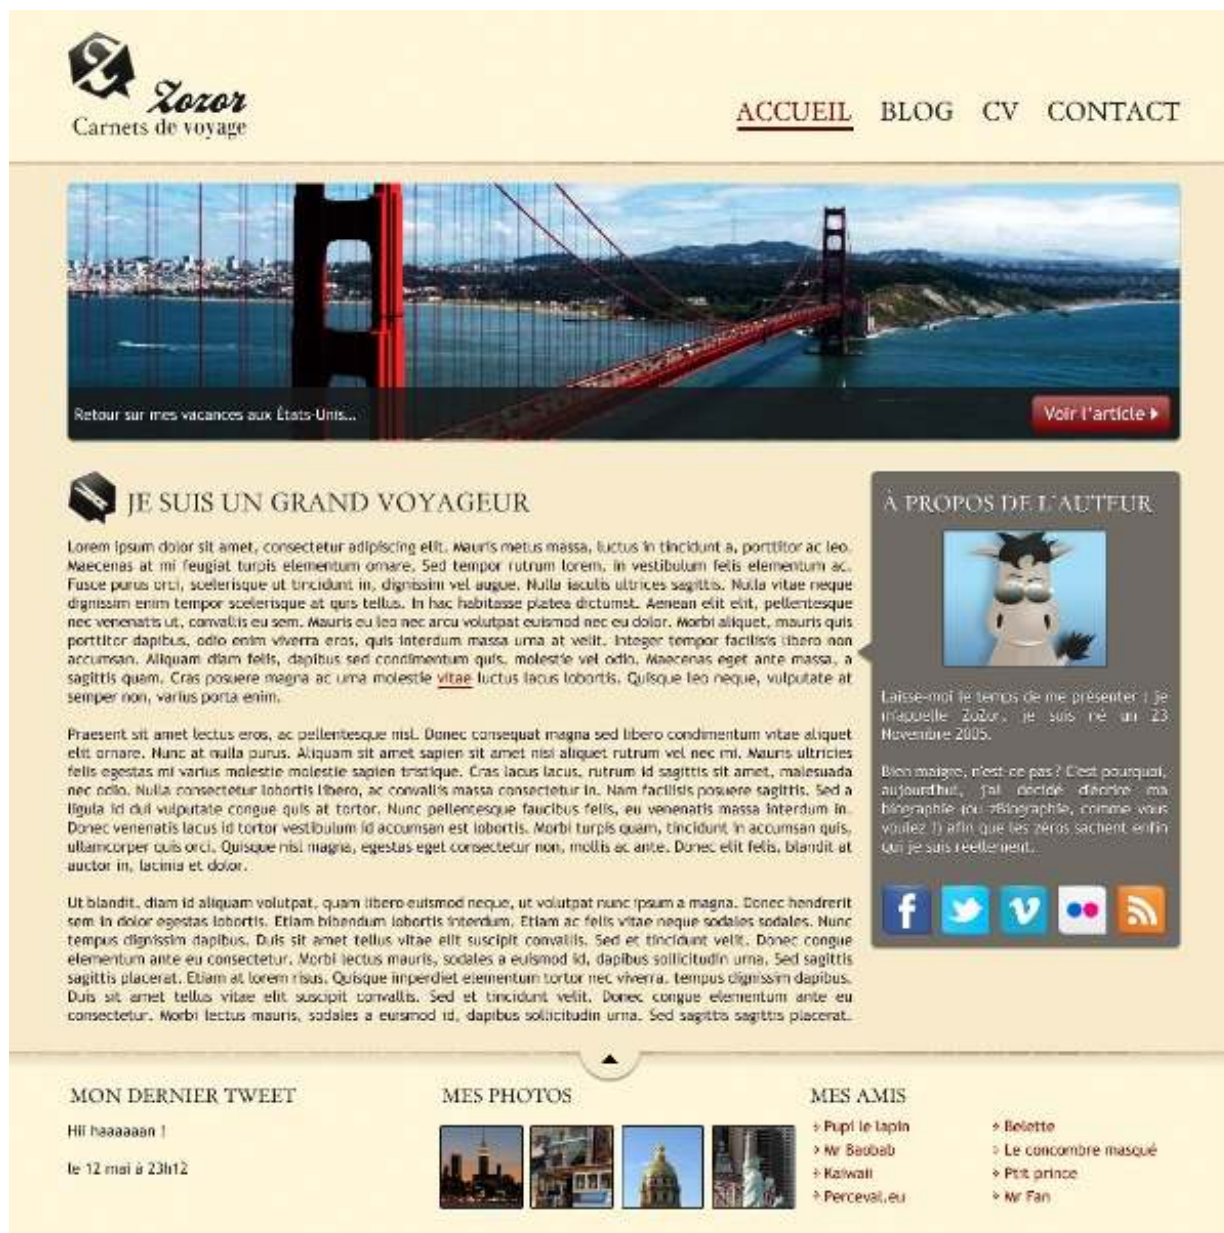 Zozor
Carnets de voyage
ACCUEIL BLOG CV CONTACT
Retour sur mes vacances aux États-Unis...
Voir l'article
JE SUIS UN GRAND VOYAGEUR
Lorem ipsum dolor sit amet, consectetur adipiscing elit. Mauris metus massa, luctus in tincidunt a, porttitor ac leo.
Maecenas at mi feugiat turpis elementum ornare. Sed tempor rutrum lorem, in vestibulum felis elementum ac.
Fusce purus orci, scelerisque ut tincidunt in, dignissim vel augue. Nulla iaculis ultrices sagittis. Nulla vitae neque
dignissim enim tempor scelerisque at quis tellus. In hac habitasse platea dictumst. Aenean elit elit, pellentesque
nec venenatis ut, convallis eu sem. Mauris eu leo nec arcu volutpat euismod nec eu dolor. Morbi aliquet, mauris quis
porttitor dapibus, odio enim viverra eros, quis interdum massa urna at velit. Integer tempor facilisis libero non
accumsan. Aliquam diam felis, dapibus sed condimentum quis, molestie vel odio. Maecenas eget ante massa, a
sagittis quam. Cras posuere magna ac urna molestie vitae luctus lacus lobortis. Quisque leo neque, vulputate at
semper non, varius porta enim.
Praesent sit amet lectus eros, ac pellentesque nisl. Donec consequat magna sed libero condimentum vitae aliquet
elit ornare. Nunc at nulla purus. Aliquam sit amet sapien sit amet nisl aliquet rutrum vel nec mi. Mauris ultricies
felis egestas mi varius molestie molestie sapien tristique. Cras lacus lacus, rutrum id sagittis sit amet, malesuada
nec odio. Nulla consectetur lobortis libero, ac convallis massa consectetur in. Nam facilisis posuere sagittis. Sed a
ligula id dui vulputate congue quis at tortor. Nunc pellentesque faucibus felis, eu venenatis massa interdum in.
Donec venenatis lacus id tortor vestibulum id accumsan est lobortis. Morbi turpis quam, tincidunt in accumsan quis,
ullamcorper quis orci. Quisque nisl magna, egestas eget consectetur non, mollis ac ante. Donec elit felis, blandit at
auctor in, lacinia et dolor.
Ut blandit, diam id aliquam volutpat, quam libero euismod neque, ut volutpat nunc ipsum a magna. Donec hendrerit
sem in dolor egestas lobortis. Etiam bibendum lobortis interdum. Etiam ac felis vitae neque sodales sodales. Nunc
tempus dignissim dapibus. Duis sit amet tellus vitae elit suscipit convallis. Sed et tincidunt velit. Donec congue
elementum ante eu consectetur. Morbi lectus mauris, sodales a euismod id, dapibus sollicitudin urna. Sed sagittis
sagittis placerat. Etiam at lorem risus. Quisque imperdiet elementum tortor nec viverra. tempus dignissim dapibus.
Duis sit amet tellus vitae elit suscipit convallis. Sed et tincidunt velit. Donec congue elementum ante eu
consectetur. Morbi lectus mauris, sodales a euismod id, dapibus sollicitudin urna. Sed sagittis sagittis placerat.
À PROPOS DE L'AUTEUR
Laisse-moi le temps de me présenter : je
m'appelle Zozor, je suis né un 23
Novembre 2005.
Bien maigre, n'est-ce pas ? C'est pourquoi,
aujourd'hui, j'ai décidé d'écrire ma
biographie (ou zBiographie, comme vous
voulez !) afin que les zéros sachent enfin
qui je suis réellement.
MON DERNIER TWEET
Hii haaaaaan !
le 12 mai à 23h12
MES PHOTOS
MES AMIS
Pupi le lapin
Mr Baobab
Kaiwaii
Perceval.eu
Belette
Le concombre masqué
Ptit prince
Mr Fan